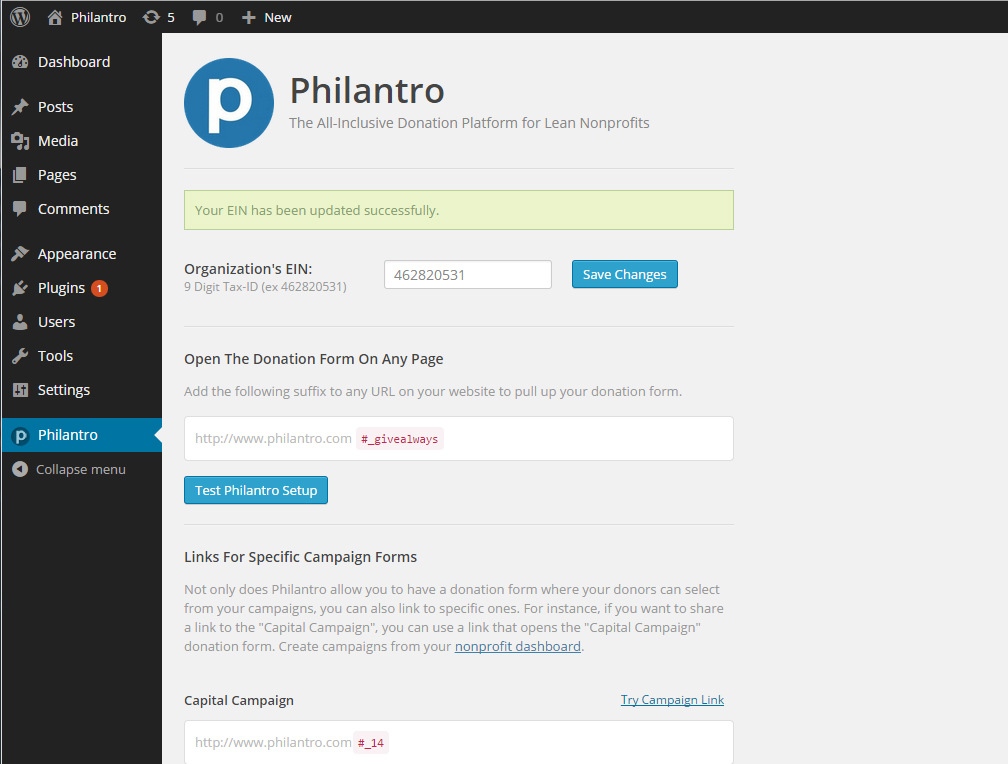 Philantro 5 0 New
Dashboard
Posts
Media
Pages
Comments
Appearance
Plugins 1
Users
Tools
Settings
p Philantro
Collapse menu
p
Philantro
The All-Inclusive Donation Platform for Lean Nonprofits
Your EIN has been updated successfully.
Organization's EIN:
9 Digit Tax-ID (ex 462820531)
462820531
Save Changes
Open The Donation Form On Any Page
Add the following suffix to any URL on your website to pull up your donation form.
http://www.philantro.com #_givealways
Test Philantro Setup
Links For Specific Campaign Forms
Not only does Philantro allow you to have a donation form where your donors can select
from your campaigns, you can also link to specific ones. For instance, if you want to share
a link to the "Capital Campaign", you can use a link that opens the "Capital Campaign"
donation form. Create campaigns from your nonprofit dashboard.
Capital Campaign
Try Campaign Link
http://www.philantro.com #_14